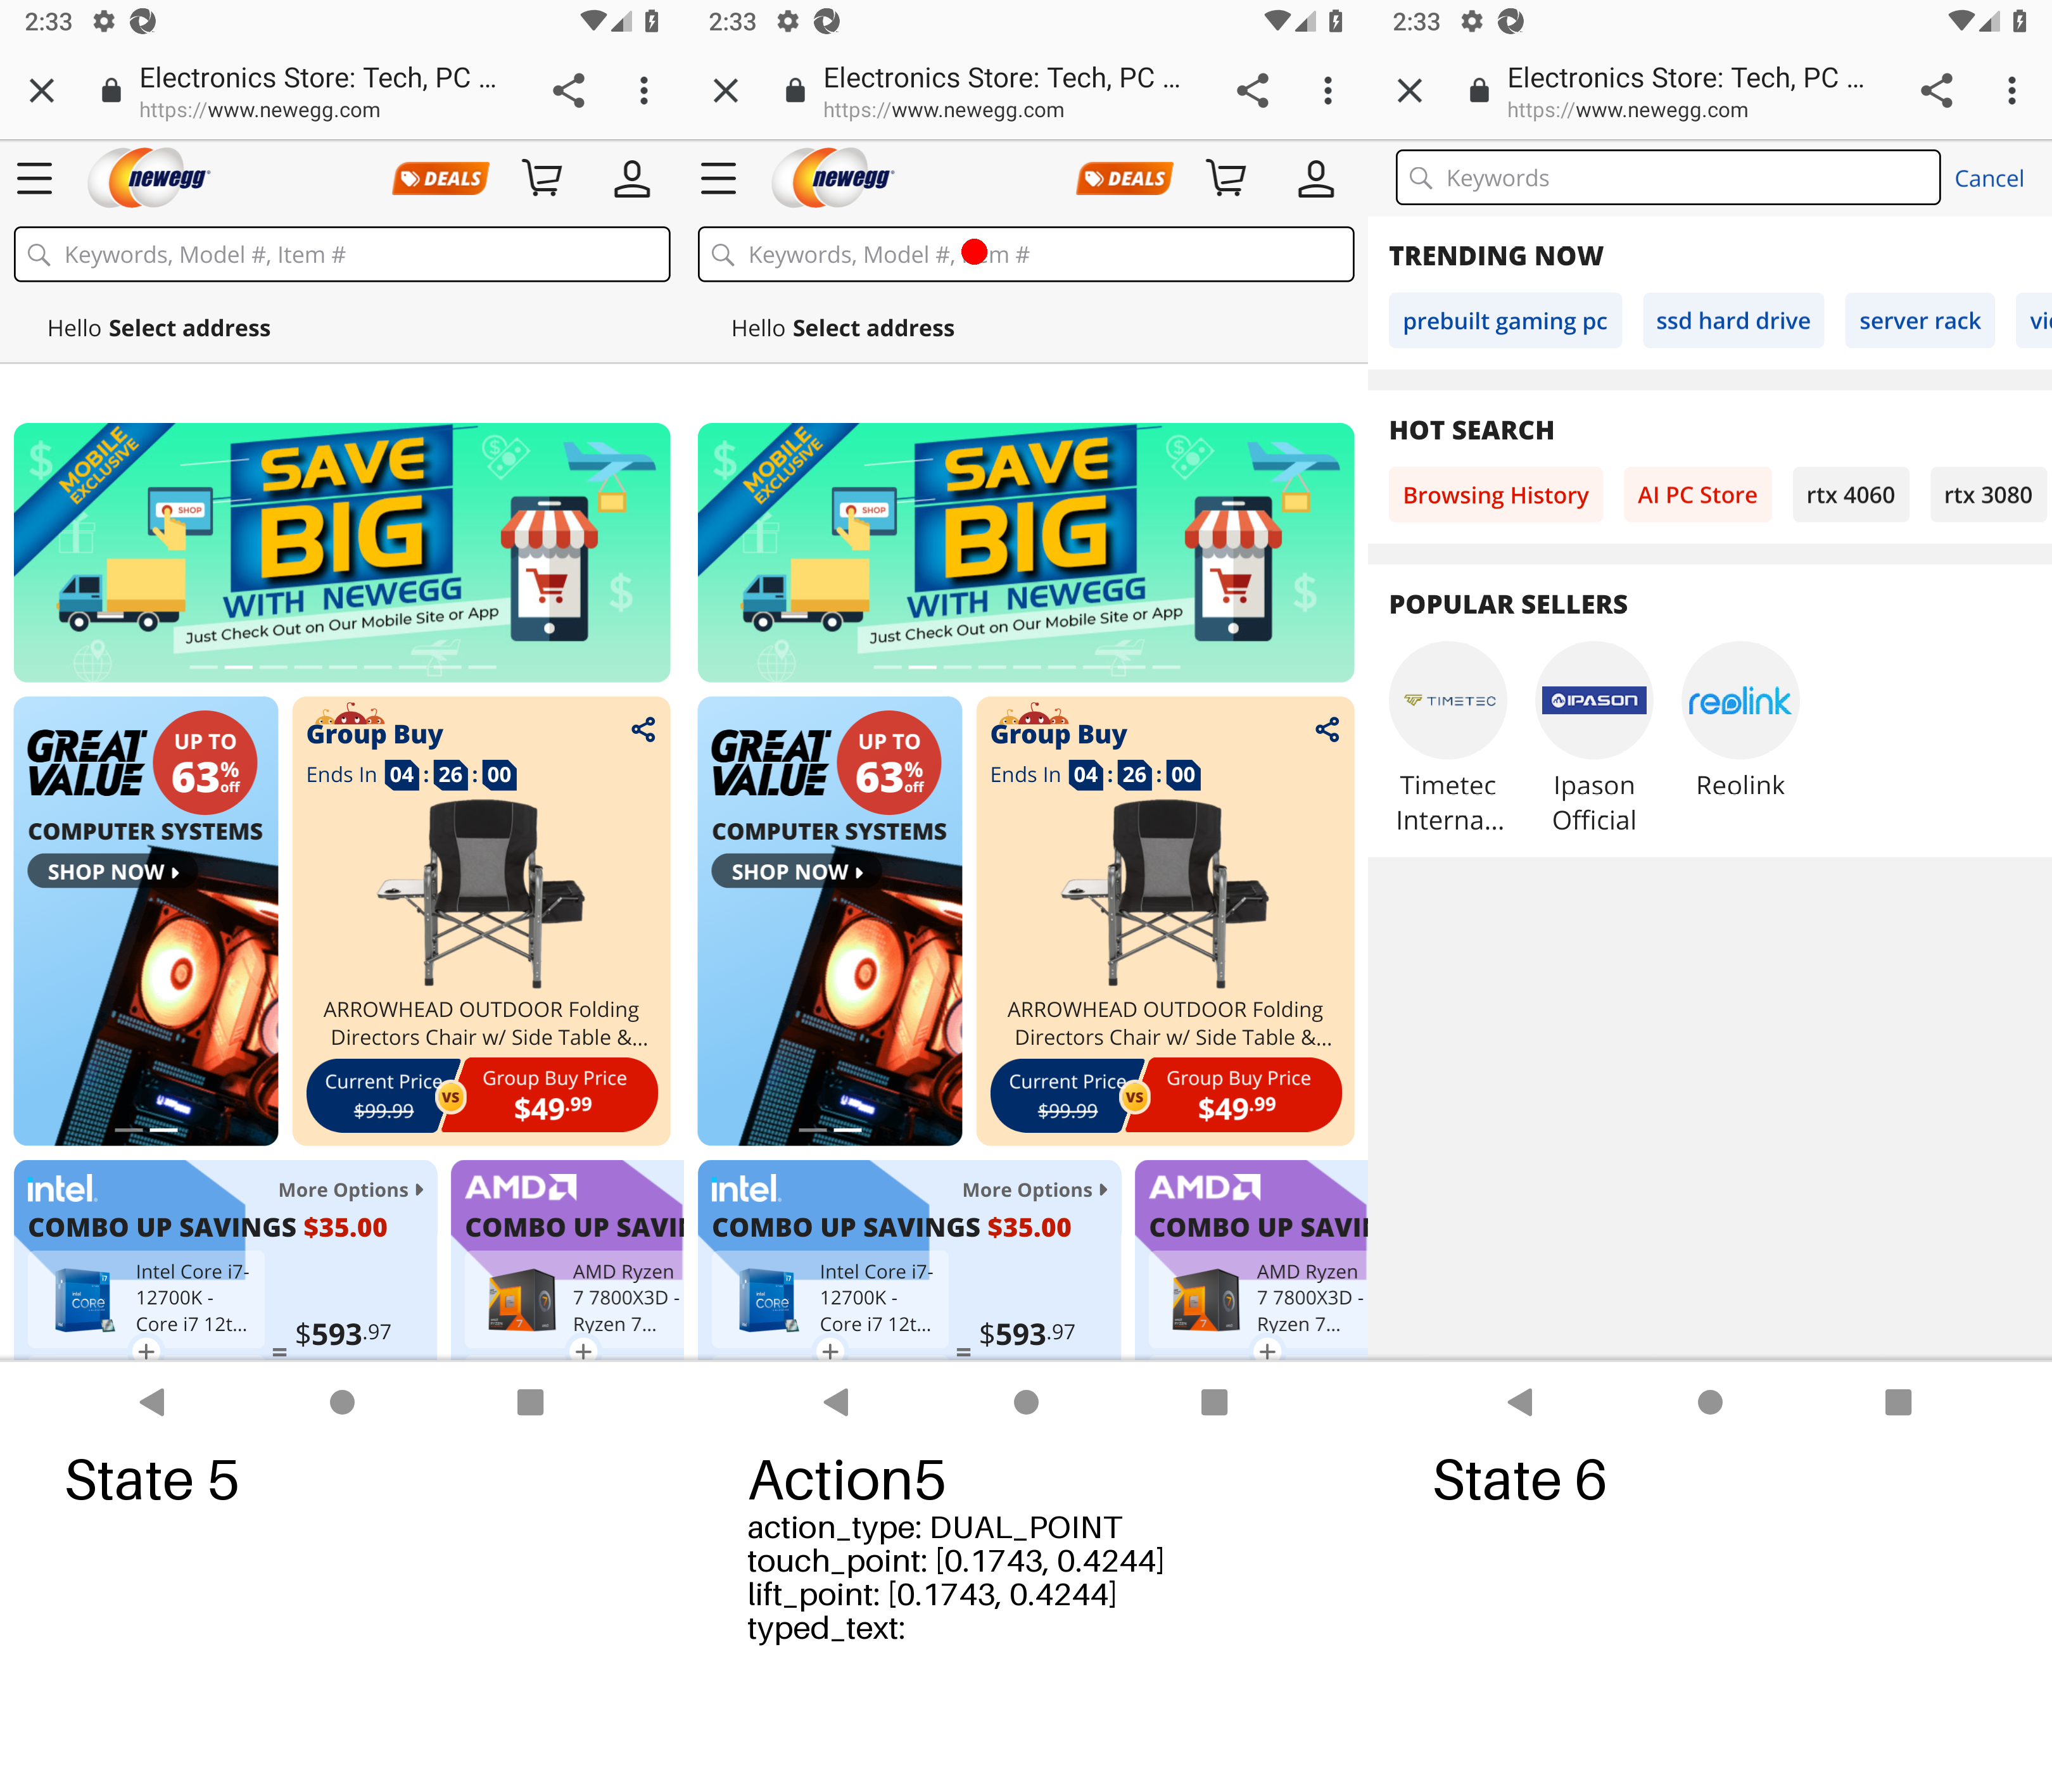 2:33
Electronics Store: Tech, PC ...
https://www.newegg.com
newegg
DEALS
Keywords, Model #, Item #
Hello Select address
MOBILE
EXCLUSIVE
SHOP
SAVE
BIG
WITH NEWEGG
Just Check Out on Our Mobile Site or App
GREAT
VALUE
UP TO
63% off
COMPUTER SYSTEMS
SHOP NOW
Group Buy
Ends In 04 : 26 : 00
ARROWHEAD OUTDOOR Folding
Directors Chair w/ Side Table &...
Current Price
$99.99
VS
Group Buy Price
$49.99
intel.
More Options
COMBO UP SAVINGS $35.00
Intel Core i7-
12700K -
Core i7 12t...
+
=
$593.97
AMD
COMBO UP SAVI
AMD Ryzen
7 7800X3D -
Ryzen 7...
+
State 5
2:33
Electronics Store: Tech, PC ...
https://www.newegg.com
newegg
DEALS
Keywords, Model #, em #
Hello Select address
MOBILE
EXCLUSIVE
SHOP
SAVE
BIG
WITH NEWEGG
Just Check Out on Our Mobile Site or App
GREAT
VALUE
UP TO
63% off
COMPUTER SYSTEMS
SHOP NOW
Group Buy
Ends In 04 : 26 : 00
ARROWHEAD OUTDOOR Folding
Directors Chair w/ Side Table &...
Current Price
$99.99
VS
Group Buy Price
$49.99
intel.
More Options
COMBO UP SAVINGS $35.00
Intel Core i7-
12700K -
Core i7 12t...
+
=
$593.97
AMD
COMBO UP SAVI
AMD Ryzen
7 7800X3D -
Ryzen 7...
+
Action5
action_type: DUAL_POINT
touch_point: [0.1743, 0.4244]
lift_point: [0.1743, 0.4244]
typed_text:
2:33
Electronics Store: Tech, PC ...
https://www.newegg.com
Keywords
Cancel
TRENDING NOW
prebuilt gaming pc
ssd hard drive
server rack
vi
HOT SEARCH
Browsing History
AI PC Store
rtx 4060
rtx 3080
POPULAR SELLERS
TIMETEC
IPASON
reolink
Timetec
Interna...
Ipason
Official
Reolink
State 6